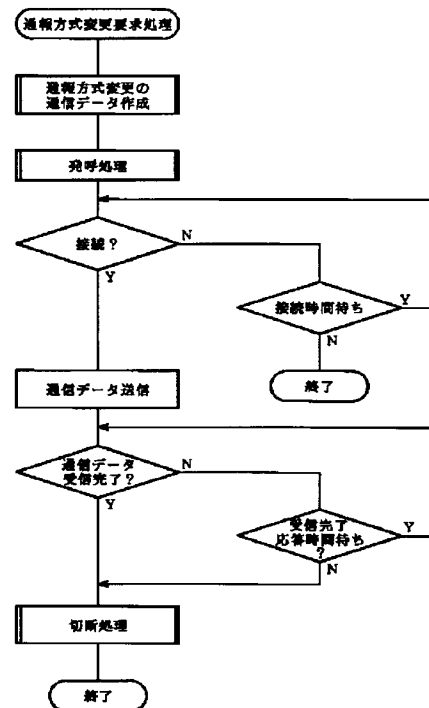 通報方式変更要求処理
通報方式変更の
通信データ作成
発呼処理
接続？
N
Y
接続時間待ち
Y
N
終了
通信データ送信
通信データ
受信完了？
N
Y
受信完了
応答時間待ち
？
Y
N
切断処理
終了